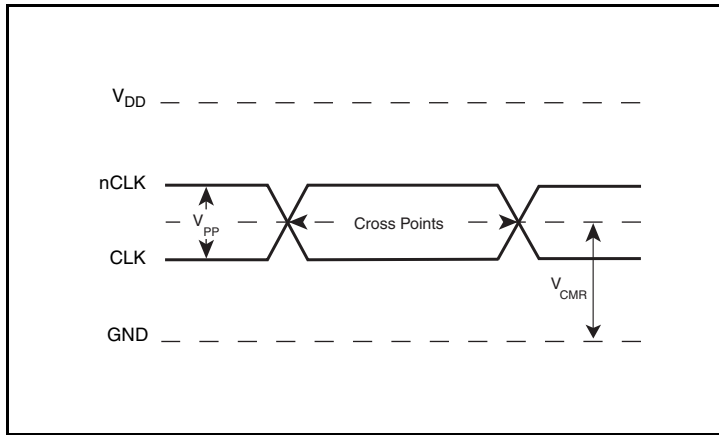 VDD
nCLK
VPP
Cross Points
CLK
VCMR
GND